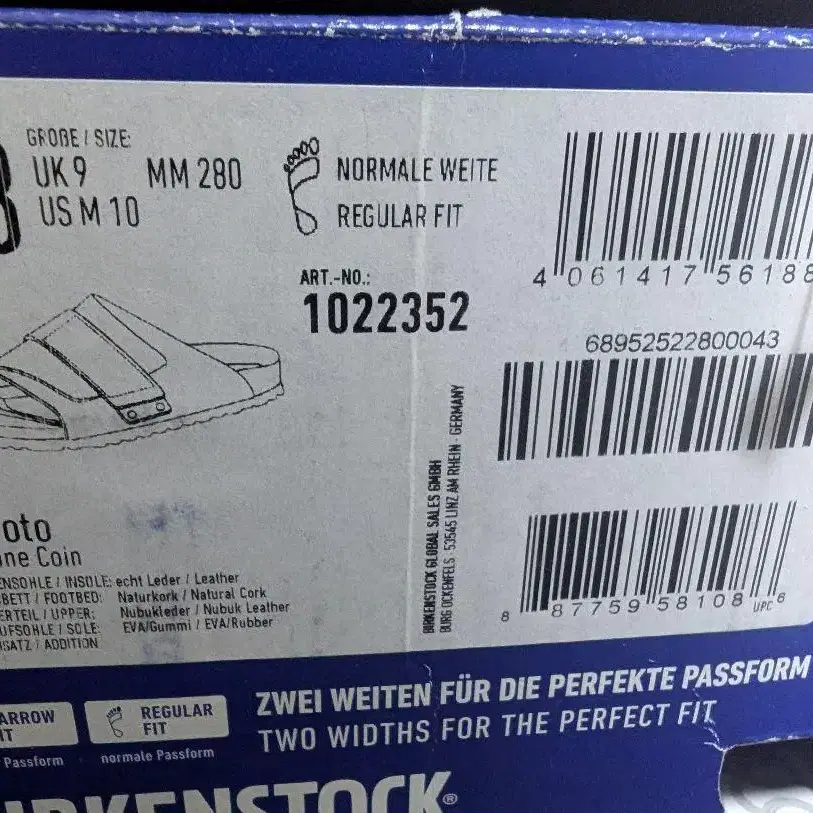 GRÖßE / SIZE:
UK 9 MM 280
US M 10
NORMALE WEITE
REGULAR FIT
ART.-NO.:
1022352
4 061417 56188
68952522800043
8 87759 58108 UPC 6
BIRKENSTOCK GLOBAL SALES GMBH
BURG OCKENFELS · 53545 LINZ AM RHEIN · GERMANY
oto
ne Coin
ENSOHLE / INSOLE: echt Leder / Leather
BETT / FOOTBED: Naturkork / Natural Cork
ERTEIL / UPPER: Nubukleder / Nubuk Leather
UFSOHLE / SOLE: EVA/Gummi / EVA/Rubber
SATZ / ADDITION
ARROW
IT
Passform
REGULAR
FIT
normale Passform
ZWEI WEITEN FÜR DIE PERFEKTE PASSFORM
TWO WIDTHS FOR THE PERFECT FIT
BIRKENSTOCK®